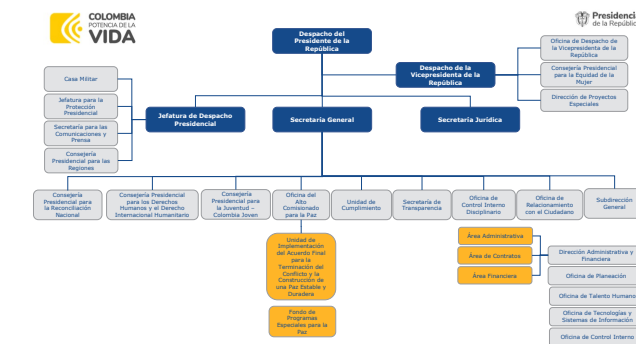 COLOMBIA
POTENCIA DE LA
VIDA
Presidencia
de la República
Despacho del
Presidente de la
República
Despacho de la
Vicepresidenta de la
República
Oficina de Despacho de
la Vicepresidenta de la
República
Consejería Presidencial
para la Equidad de la
Mujer
Dirección de Proyectos
Especiales
Casa Militar
Jefatura para la
Protección
Presidencial
Secretaría para las
Comunicaciones y
Prensa
Consejería
Presidencial para las
Regiones
Jefatura de Despacho
Presidencial
Secretaría General
Secretaría Jurídica
Consejería
Presidencial para
la Reconciliación
Nacional
Consejería Presidencial
para los Derechos
Humanos y el Derecho
Internacional Humanitario
Consejería
Presidencial para
la Juventud –
Colombia Joven
Oficina del
Alto
Comisionado
para la Paz
Unidad de
Cumplimiento
Secretaría de
Transparencia
Oficina de
Control Interno
Disciplinario
Oficina de
Relacionamiento
con el Ciudadano
Subdirección
General
Unidad de
Implementación
del Acuerdo Final
para la
Terminación del
Conflicto y la
Construcción de
una Paz Estable y
Duradera
Fondo de
Programas
Especiales para la
Paz
Área Administrativa
Área de Contratos
Área Financiera
Dirección Administrativa y
Financiera
Oficina de Planeación
Oficina de Talento Humano
Oficina de Tecnologías y
Sistemas de Información
Oficina de Control Interno